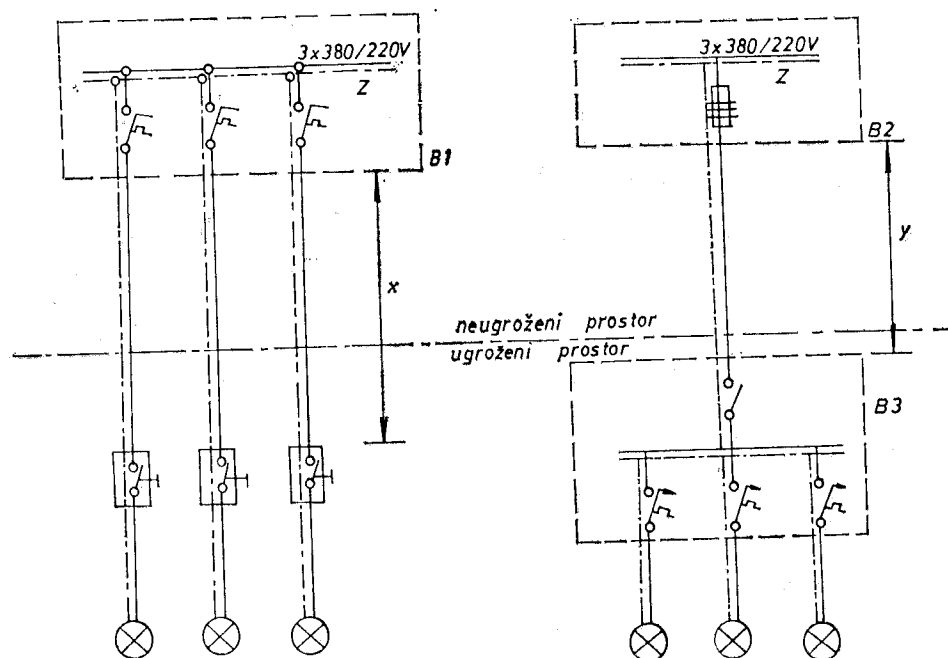 3x380/220V
Z
B1
x
3x380/220V
Z
B2
y
neugroženi prostor
ugroženi prostor
B3